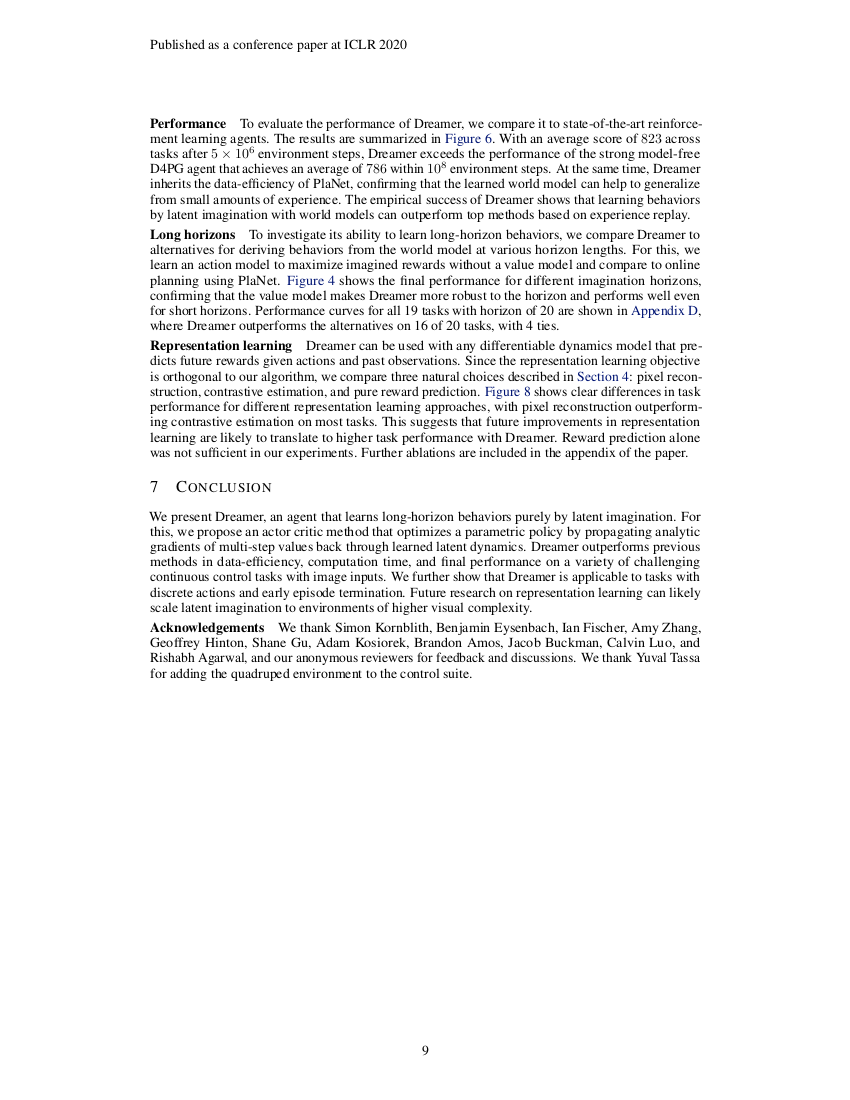 Published as a conference paper at ICLR 2020
Performance To evaluate the performance of Dreamer, we compare it to state-of-the-art reinforce-
ment learning agents. The results are summarized in Figure 6. With an average score of 823 across
tasks after 5 × 10⁶ environment steps, Dreamer exceeds the performance of the strong model-free
D4PG agent that achieves an average of 786 within 10⁸ environment steps. At the same time, Dreamer
inherits the data-efficiency of PlaNet, confirming that the learned world model can help to generalize
from small amounts of experience. The empirical success of Dreamer shows that learning behaviors
by latent imagination with world models can outperform top methods based on experience replay.
Long horizons To investigate its ability to learn long-horizon behaviors, we compare Dreamer to
alternatives for deriving behaviors from the world model at various horizon lengths. For this, we
learn an action model to maximize imagined rewards without a value model and compare to online
planning using PlaNet. Figure 4 shows the final performance for different imagination horizons,
confirming that the value model makes Dreamer more robust to the horizon and performs well even
for short horizons. Performance curves for all 19 tasks with horizon of 20 are shown in Appendix D,
where Dreamer outperforms the alternatives on 16 of 20 tasks, with 4 ties.
Representation learning Dreamer can be used with any differentiable dynamics model that pre-
dicts future rewards given actions and past observations. Since the representation learning objective
is orthogonal to our algorithm, we compare three natural choices described in Section 4: pixel recon-
struction, contrastive estimation, and pure reward prediction. Figure 8 shows clear differences in task
performance for different representation learning approaches, with pixel reconstruction outperform-
ing contrastive estimation on most tasks. This suggests that future improvements in representation
learning are likely to translate to higher task performance with Dreamer. Reward prediction alone
was not sufficient in our experiments. Further ablations are included in the appendix of the paper.
7 CONCLUSION
We present Dreamer, an agent that learns long-horizon behaviors purely by latent imagination. For
this, we propose an actor critic method that optimizes a parametric policy by propagating analytic
gradients of multi-step values back through learned latent dynamics. Dreamer outperforms previous
methods in data-efficiency, computation time, and final performance on a variety of challenging
continuous control tasks with image inputs. We further show that Dreamer is applicable to tasks with
discrete actions and early episode termination. Future research on representation learning can likely
scale latent imagination to environments of higher visual complexity.
Acknowledgements We thank Simon Kornblith, Benjamin Eysenbach, Ian Fischer, Amy Zhang,
Geoffrey Hinton, Shane Gu, Adam Kosiorek, Brandon Amos, Jacob Buckman, Calvin Luo, and
Rishabh Agarwal, and our anonymous reviewers for feedback and discussions. We thank Yuval Tassa
for adding the quadruped environment to the control suite.
9